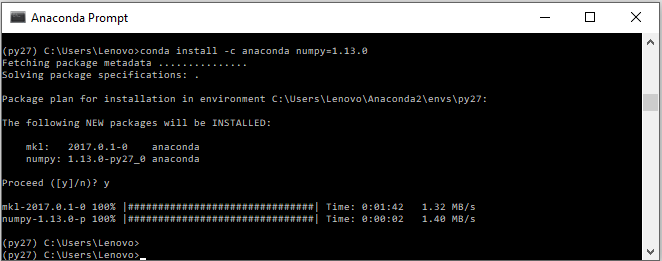 Anaconda Prompt
(py27) C:\Users\Lenovo>conda install -c anaconda numpy=1.13.0
Fetching package metadata ...............
Solving package specifications: .
Package plan for installation in environment C:\Users\Lenovo\Anaconda2\envs\py27:
The following NEW packages will be INSTALLED:
mkl:   2017.0.1-0    anaconda
numpy: 1.13.0-py27_0 anaconda
Proceed ([y]/n)? y
mkl-2017.0.1-0 100% |###############################| Time: 0:01:42   1.32 MB/s
numpy-1.13.0-p 100% |###############################| Time: 0:00:02   1.40 MB/s
(py27) C:\Users\Lenovo>
(py27) C:\Users\Lenovo>_